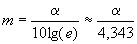 m = α / 10lg(e) ≈ α / 4,343